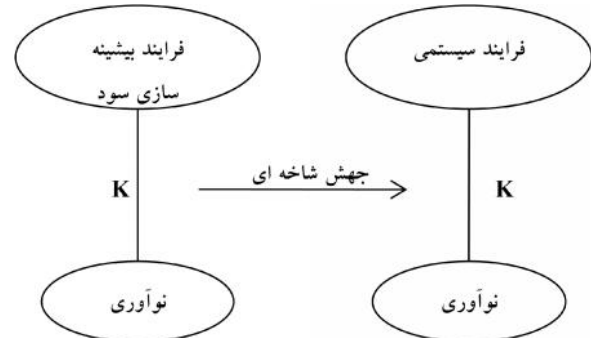 فرایند بیشینه
سازی سود
فرایند سیستمی
جهش شاخه ای
K
K
نوآوری
نوآوری